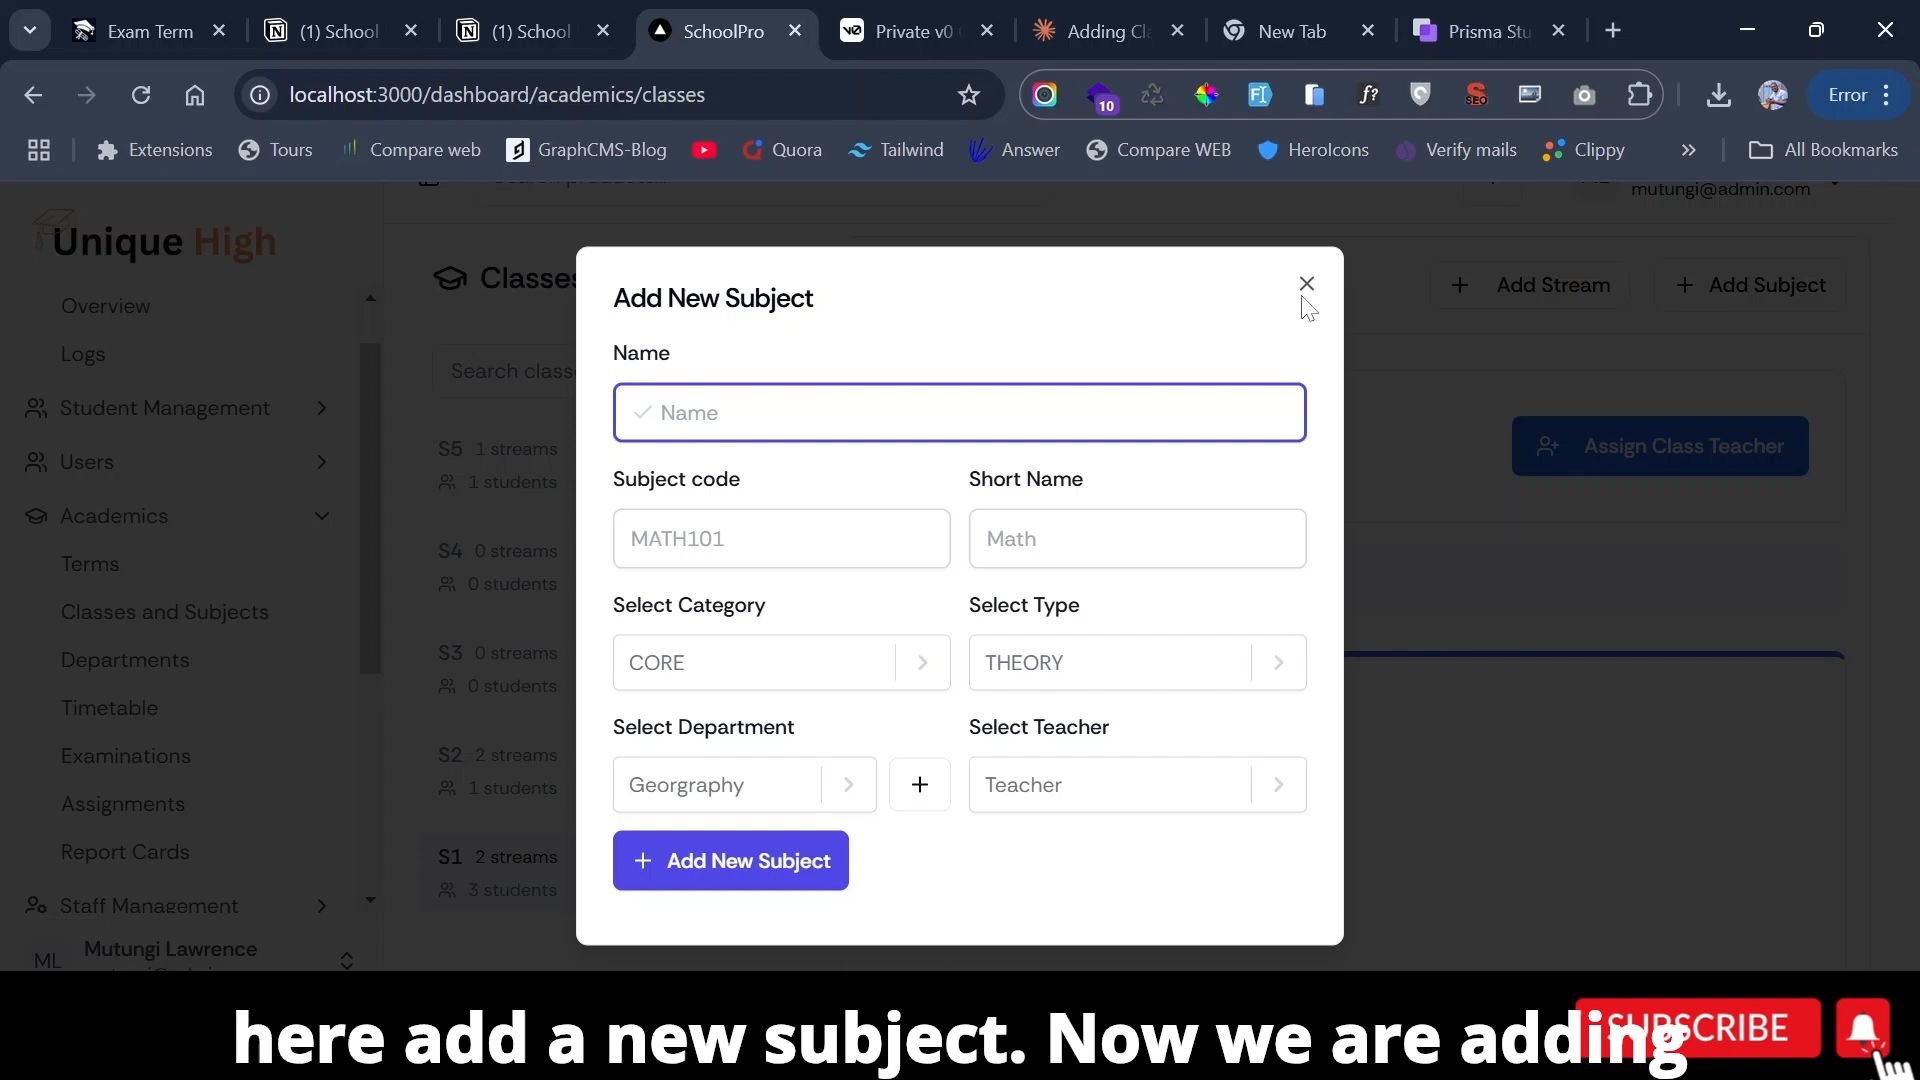 Exam Term
(1) School
(1) School
SchoolPro
Private v0
Adding Cla
New Tab
Prisma Stu
localhost:3000/dashboard/academics/classes
10
SEO
Error
Extensions
Tours
Compare web
GraphCMS-Blog
Quora
Tailwind
Answer
Compare WEB
HeroIcons
Verify mails
Clippy
All Bookmarks
mutungi@admin.com
Unique High
Classes
Add Stream
Add Subject
Overview
Logs
Student Management
Users
Academics
Terms
Classes and Subjects
Departments
Timetable
Examinations
Assignments
Report Cards
Staff Management
ML
Mutungi Lawrence
Search classe
S5 1 streams
1 students
S4 0 streams
0 students
S3 0 streams
0 students
S2 2 streams
1 students
S1 2 streams
3 students
Assign Class Teacher
Add New Subject
Name
Name
Subject code
Short Name
MATH101
Math
Select Category
Select Type
CORE
THEORY
Select Department
Select Teacher
Georgraphy
Teacher
Add New Subject
here add a new subject. Now we are adding
SUBSCRIBE